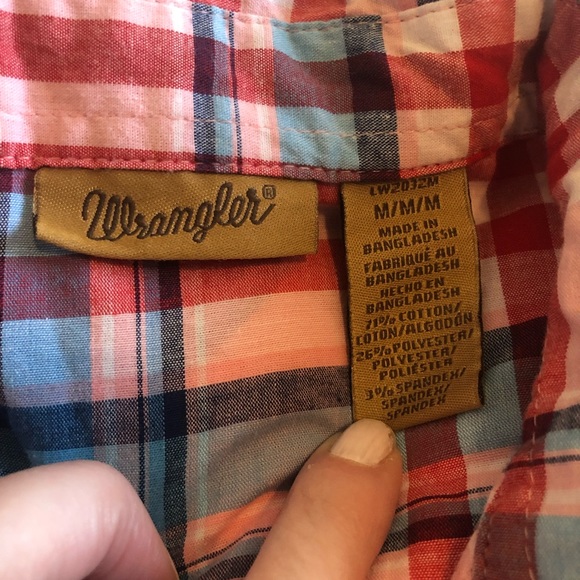 Wrangler®
LW2032M
M/M/M
MADE IN
BANGLADESH
FABRIQUÉ AU
BANGLADESH
HECHO EN
BANGLADESH
71% COTTON/
COTON/ALGODÓN
26% POLYESTER/
POLYESTER/
POLIÉSTER
3% SPANDEX/
SPANDEX/
SPANDEX